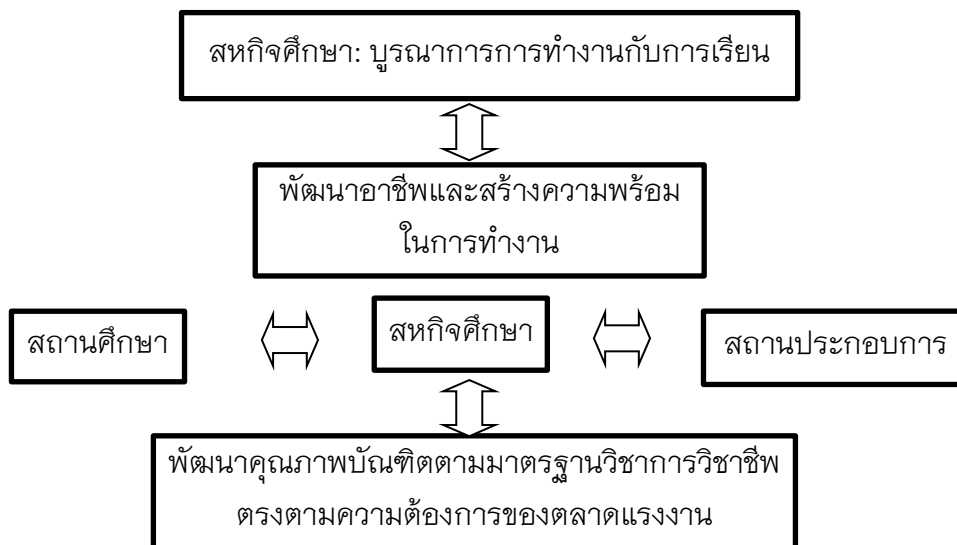 สหกิจศึกษา: บูรณาการการทำงานกับการเรียน
พัฒนาอาชีพและสร้างความพร้อม
ในการทำงาน
สถานศึกษา
สหกิจศึกษา
สถานประกอบการ
พัฒนาคุณภาพบัณฑิตตามมาตรฐานวิชาการวิชาชีพ
ตรงตามความต้องการของตลาดแรงงาน